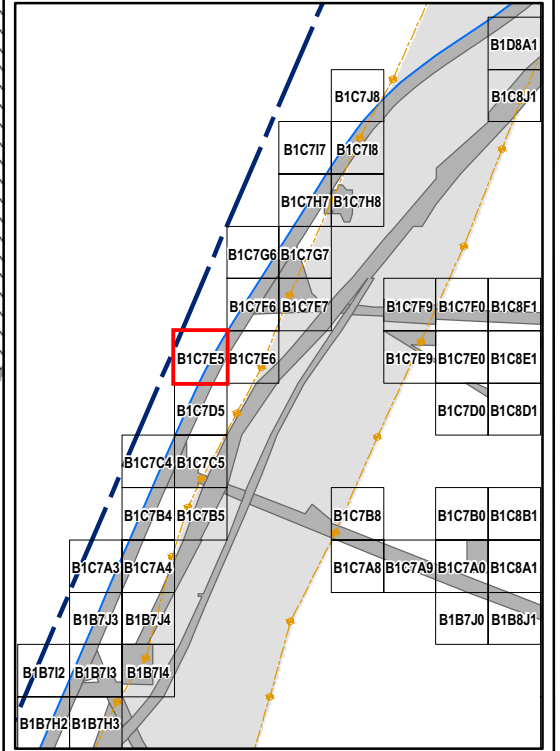 B1D8A1
B1C7J8 B1C8J1
B1C7I7 B1C7I8
B1C7H7 B1C7H8
B1C7G6 B1C7G7
B1C7F6 B1C7F7 B1C7F9 B1C7F0 B1C8F1
B1C7E5 B1C7E6 B1C7E9 B1C7E0 B1C8E1
B1C7D5 B1C7D0 B1C8D1
B1C7C4 B1C7C5
B1C7B4 B1C7B5 B1C7B8 B1C7B0 B1C8B1
B1C7A3 B1C7A4 B1C7A8 B1C7A9 B1C7A0 B1C8A1
B1B7J3 B1B7J4 B1B7J0 B1B8J1
B1B7I2 B1B7I3 B1B7I4
B1B7H2 B1B7H3